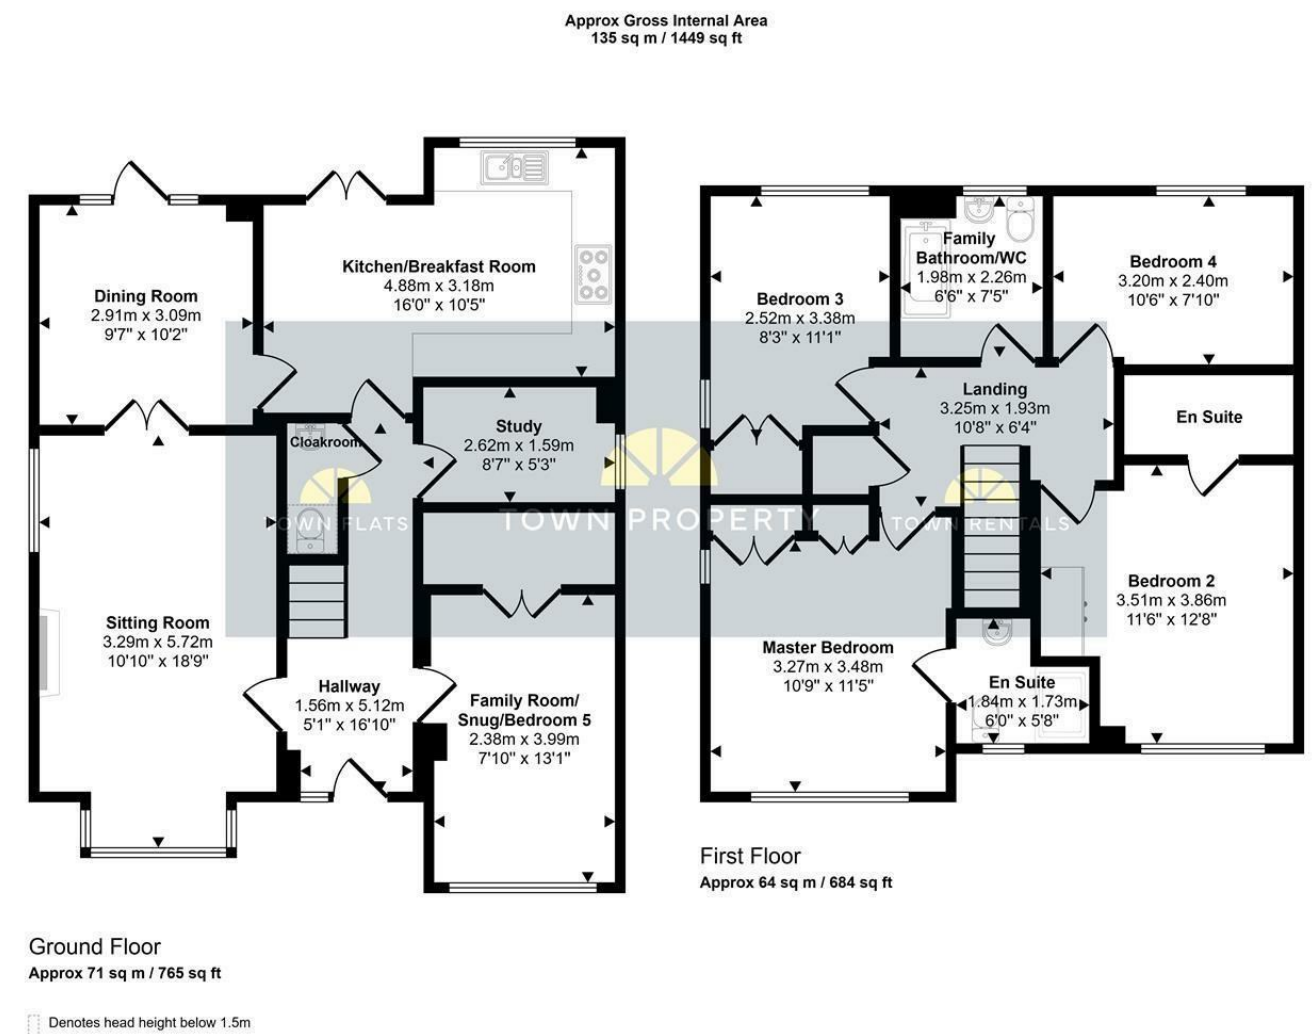 Approx Gross Internal Area
135 sq m / 1449 sq ft
Kitchen/Breakfast Room
4.88m x 3.18m
16'0" x 10'5"
Dining Room
2.91m x 3.09m
9'7" x 10'2"
Cloakroom
Study
2.62m x 1.59m
8'7" x 5'3"
Sitting Room
3.29m x 5.72m
10'10" x 18'9"
Hallway
1.56m x 5.12m
5'1" x 16'10"
Family Room/
Snug/Bedroom 5
2.38m x 3.99m
7'10" x 13'1"
Family
Bathroom/WC
1.98m x 2.26m
6'6" x 7'5"
Bedroom 4
3.20m x 2.40m
10'6" x 7'10"
Bedroom 3
2.52m x 3.38m
8'3" x 11'1"
Landing
3.25m x 1.93m
10'8" x 6'4"
En Suite
TOWN FLATS
TOWN PROPERTY
TOWN RENTALS
Bedroom 2
3.51m x 3.86m
11'6" x 12'8"
Master Bedroom
3.27m x 3.48m
10'9" x 11'5"
En Suite
1.84m x 1.73m
6'0" x 5'8"
First Floor
Approx 64 sq m / 684 sq ft
Ground Floor
Approx 71 sq m / 765 sq ft
Denotes head height below 1.5m